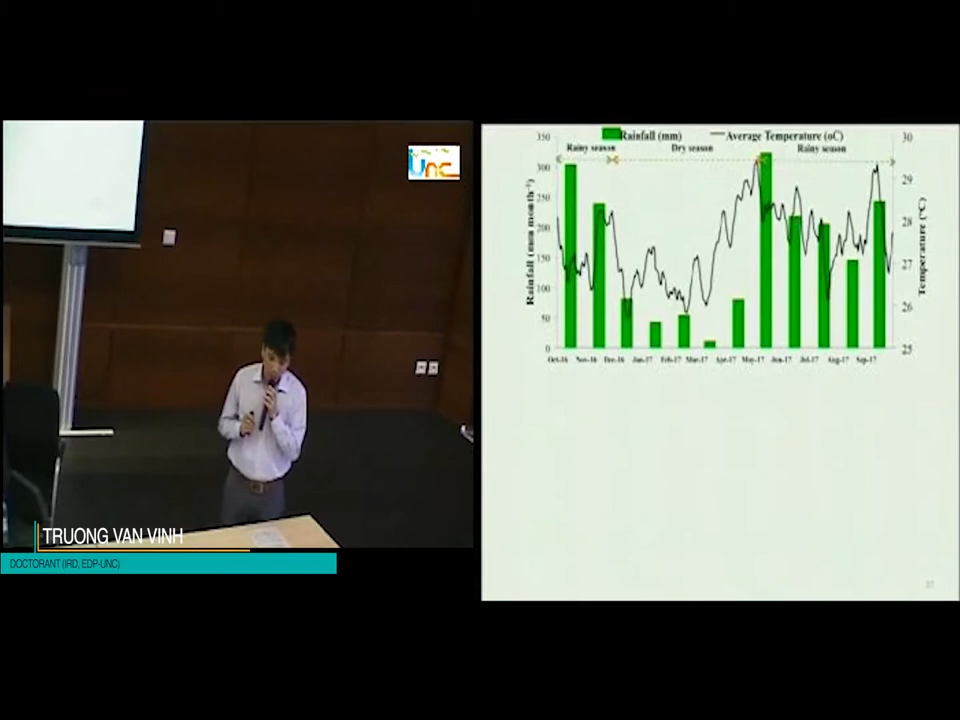 Unc
TRUONG VAN VINH
DOCTORANT (IRD, EDP-UNC)
Rainfall (mm) Average Temperature (oC)
Rainy season Dry season Rainy season
Rainfall (mm month⁻¹)
350
300
250
200
150
100
50
0
30
29
28
27
26
25
Temperature (°C)
Oct-16 Nov-16 Dec-16 Jan-17 Feb-17 Mar-17 Apr-17 May-17 Jun-17 Jul-17 Aug-17 Sep-17
37